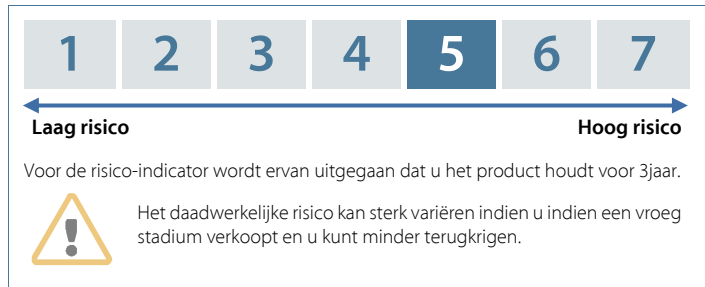 1 2 3 4 5 6 7
Laag risico Hoog risico
Voor de risico-indicator wordt ervan uitgegaan dat u het product houdt voor 3jaar.
Het daadwerkelijke risico kan sterk variëren indien u indien een vroeg
stadium verkoopt en u kunt minder terugkrigen.